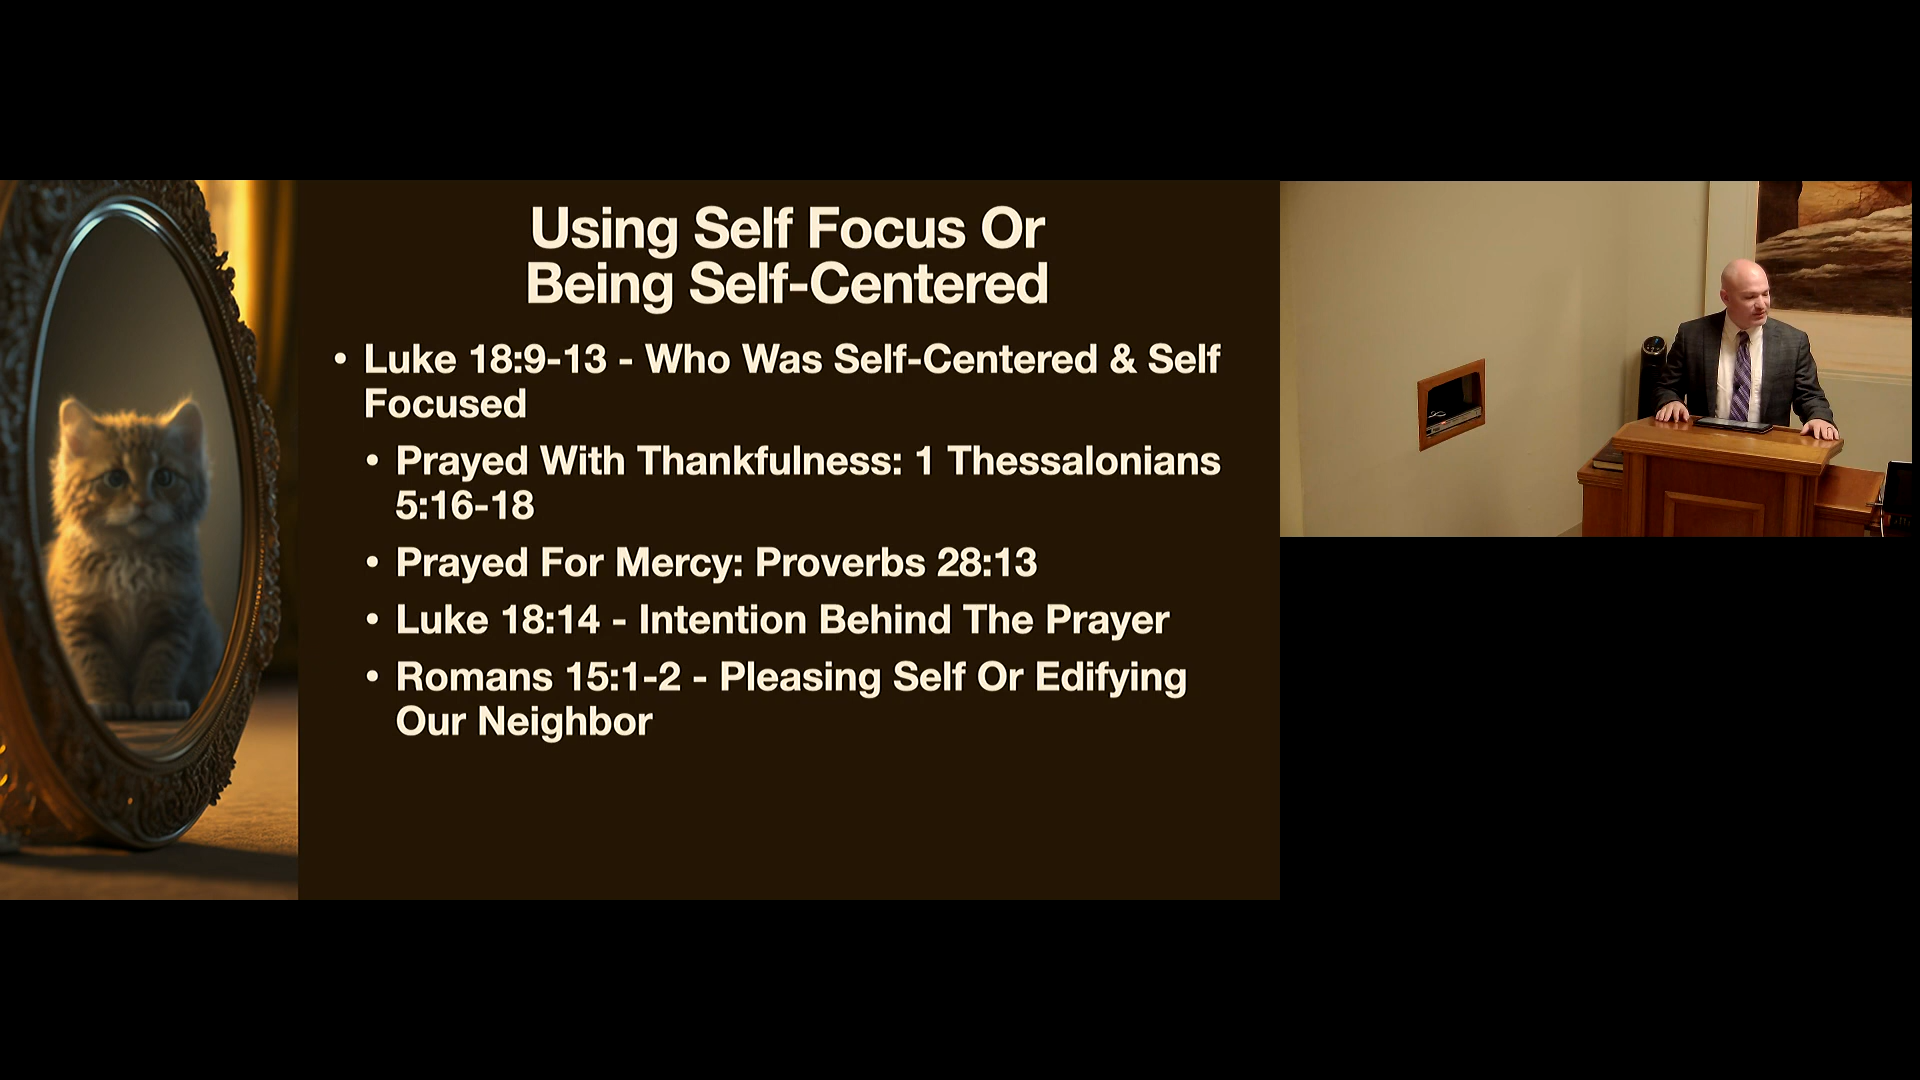 Using Self Focus Or
Being Self-Centered
• Luke 18:9-13 - Who Was Self-Centered & Self
Focused
• Prayed With Thankfulness: 1 Thessalonians
5:16-18
• Prayed For Mercy: Proverbs 28:13
• Luke 18:14 - Intention Behind The Prayer
• Romans 15:1-2 - Pleasing Self Or Edifying
Our Neighbor